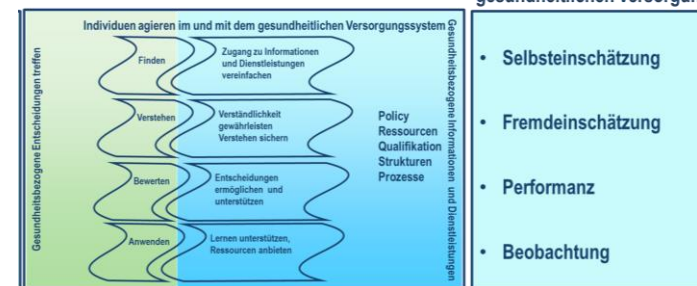 gesundheitlichen
Individuen agieren im und mit dem gesundheitlichen Versorgungssystem
Gesundheitsbezogene Entscheidungen treffen
Finden
Zugang zu Informationen
und Dienstleistungen
vereinfachen
Verstehen
Verständlichkeit
gewährleisten
Verstehen sichern
Bewerten
Entscheidungen
ermöglichen und
unterstützen
Anwenden
Lernen unterstützen,
Ressourcen anbieten
Policy
Ressourcen
Qualifikation
Strukturen
Prozesse
Gesundheitsbezogene Informationen und Dienstleistungen
• Selbsteinschätzung
• Fremdeinschätzung
• Performanz
• Beobachtung